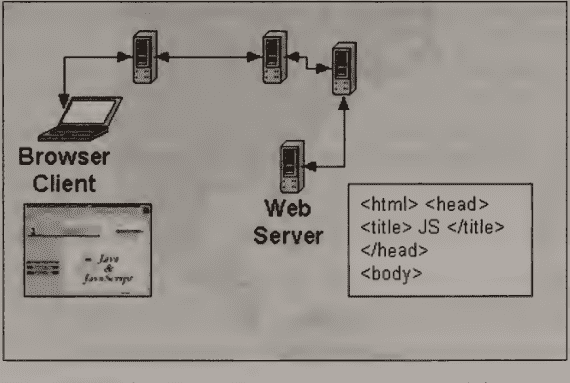 Browser
Client
Web
Server
<html> <head>
<title> JS </title>
</head>
<body>
Java
&
JavaScript